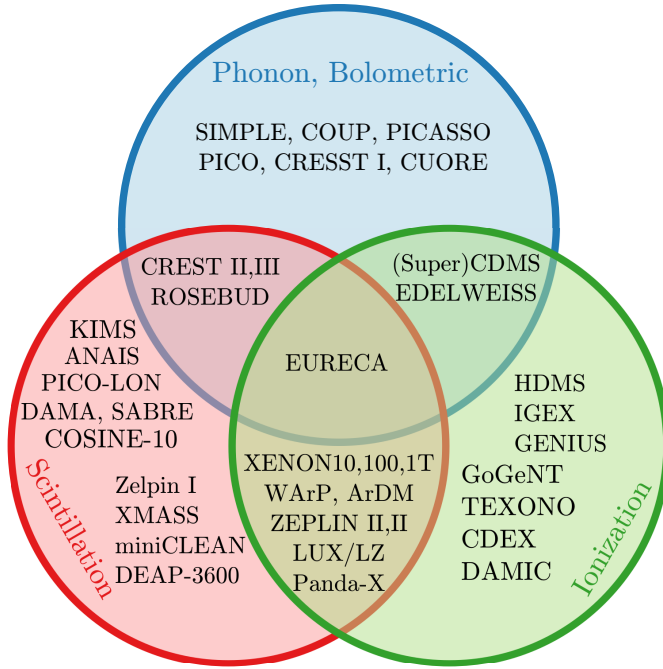 Phonon, Bolometric
SIMPLE, COUP, PICASSO
PICO, CRESST I, CUORE
CREST II,III
ROSEBUD
(Super)CDMS
EDELWEISS
EURECA
KIMS
ANAIS
PICO-LON
DAMA, SABRE
COSINE-10
Zelpin I
XMASS
miniCLEAN
DEAP-3600
Scintillation
XENON10,100,1T
WArP, ArDM
ZEPLIN II,II
LUX/LZ
Panda-X
HDMS
IGEX
GENIUS
GoGeNT
TEXONO
CDEX
DAMIC
Ionization